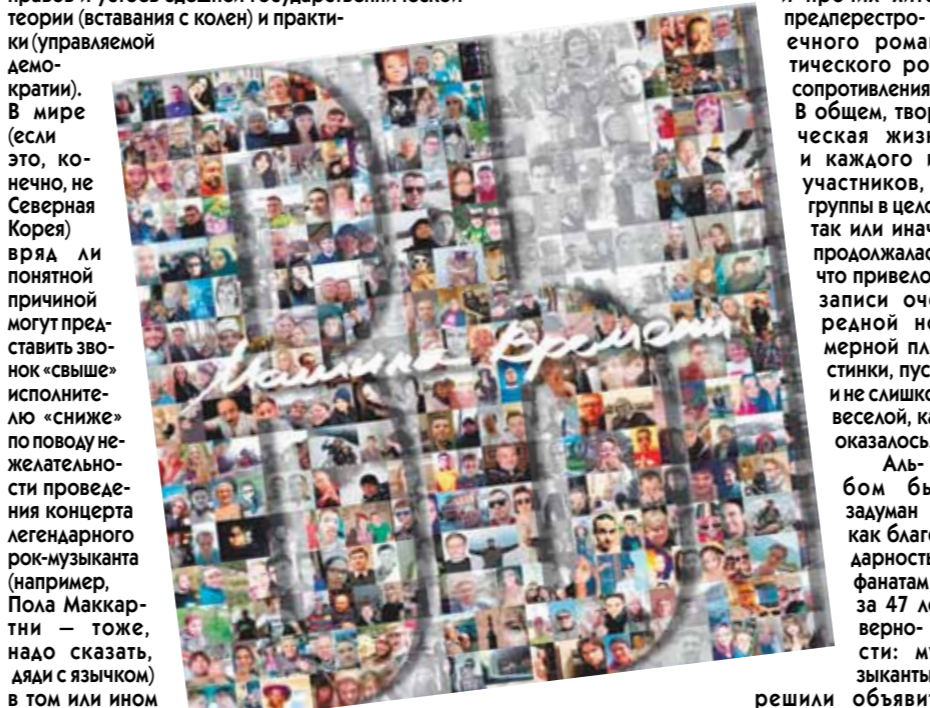 теории (вставания с колен) и практи-
ки (управляемой
демо-
кратии).
В мире
(если
это, ко-
нечно, не
Северная
Корея)
вряд ли
понятной
причиной
могут пред-
ставить зво-
нок «свыше»
исполните-
лю «сниже»
по поводу не-
желательно-
сти проведе-
ния концерта
легендарного
рок-музыканта
(например,
Пола Маккар-
тни — тоже,
надо сказать,
дяди с язычком)
в том или ином
ВЫ
Машина Времени
предперестро-
ечного роман
тического ро
сопротивления
В общем, твор
ческая жизн
и каждого и
участников,
группы в цело
так или инач
продолжалас
что привело
записи оче
редной но
мерной пла
стинки, пус
и не слишко
веселой, ка
оказалось.
Аль-
бом бы
задуман
как благо
дарность
фанатам
за 47 ле
верно-
сти: му
зыканты
решили объявит